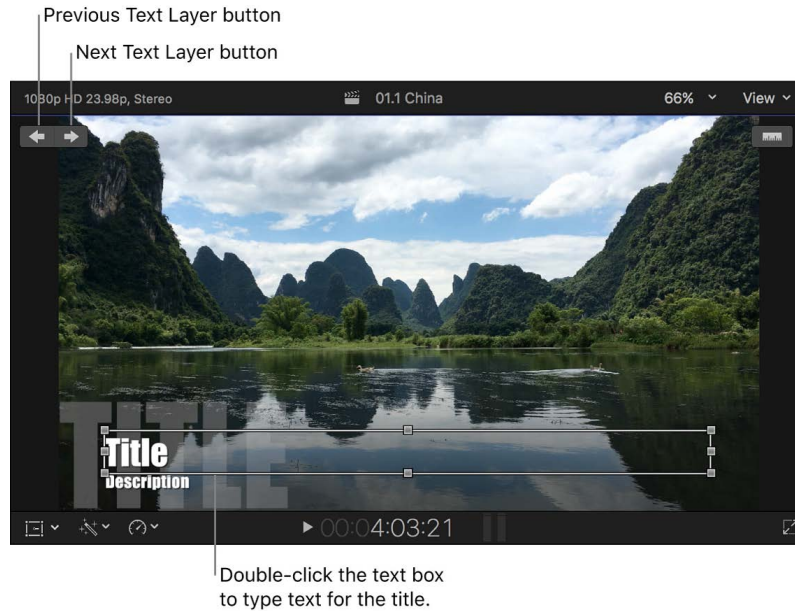 Previous Text Layer button
Next Text Layer button
1080p HD 23.98p, Stereo
01.1 China
66%
View
TITLE
Title
Description
00:04:03:21
Double-click the text box
to type text for the title.